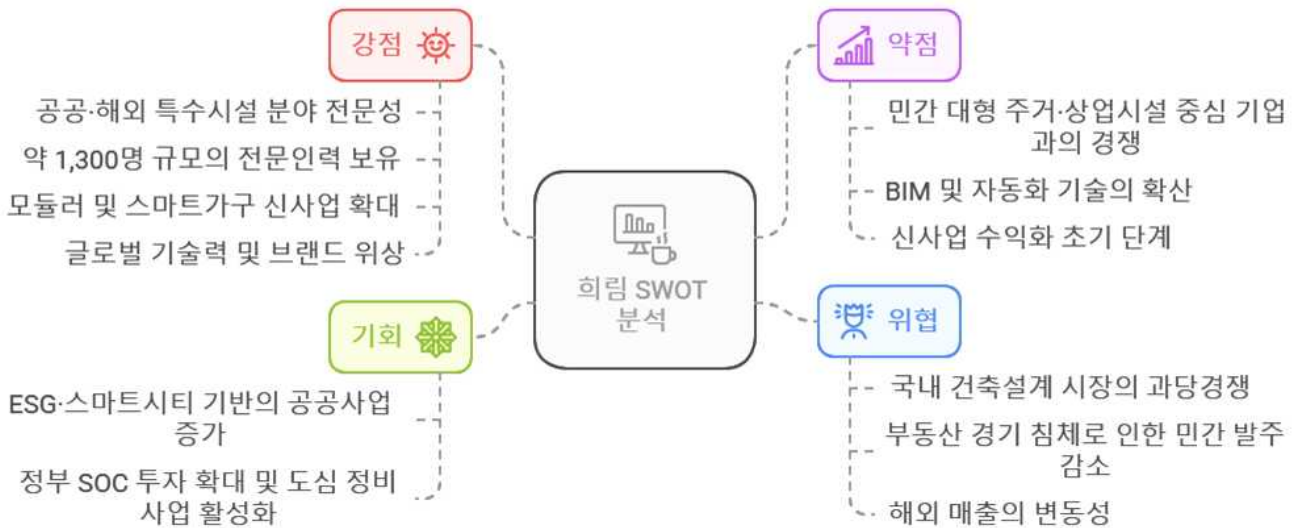 강점
공공·해외 특수시설 분야 전문성
약 1,300명 규모의 전문인력 보유
모듈러 및 스마트가구 신사업 확대
글로벌 기술력 및 브랜드 위상
약점
민간 대형 주거·상업시설 중심 기업
과의 경쟁
BIM 및 자동화 기술의 확산
신사업 수익화 초기 단계
희림 SWOT
분석
기회
ESG·스마트시티 기반의 공공사업
증가
정부 SOC 투자 확대 및 도심 정비
사업 활성화
위협
국내 건축설계 시장의 과당경쟁
부동산 경기 침체로 인한 민간 발주
감소
해외 매출의 변동성